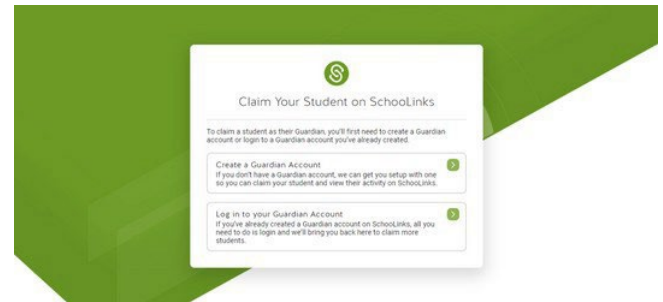 Claim Your Student on SchooLinks
To claim a student as their Guardian, you'll first need to create a Guardian
account or login to a Guardian account you've already created.
Create a Guardian Account
If you don't have a Guardian account, we can get you setup with one
so you can claim your student and view their activity on SchooLinks.
Log in to your Guardian Account
If you've already created a Guardian account on SchooLinks, all you
need to do is login and we'll bring you back here to claim more
students.